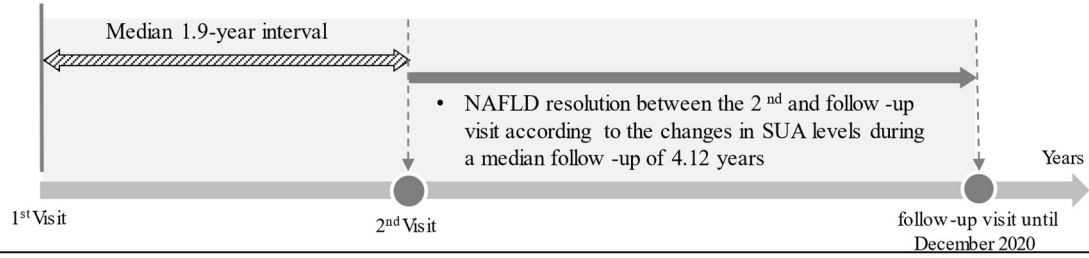 Median 1.9-year interval
• NAFLD resolution between the 2 nd and follow -up
visit according to the changes in SUA levels during
a median follow -up of 4.12 years
Years
1st Visit
2nd Visit
follow-up visit until
December 2020